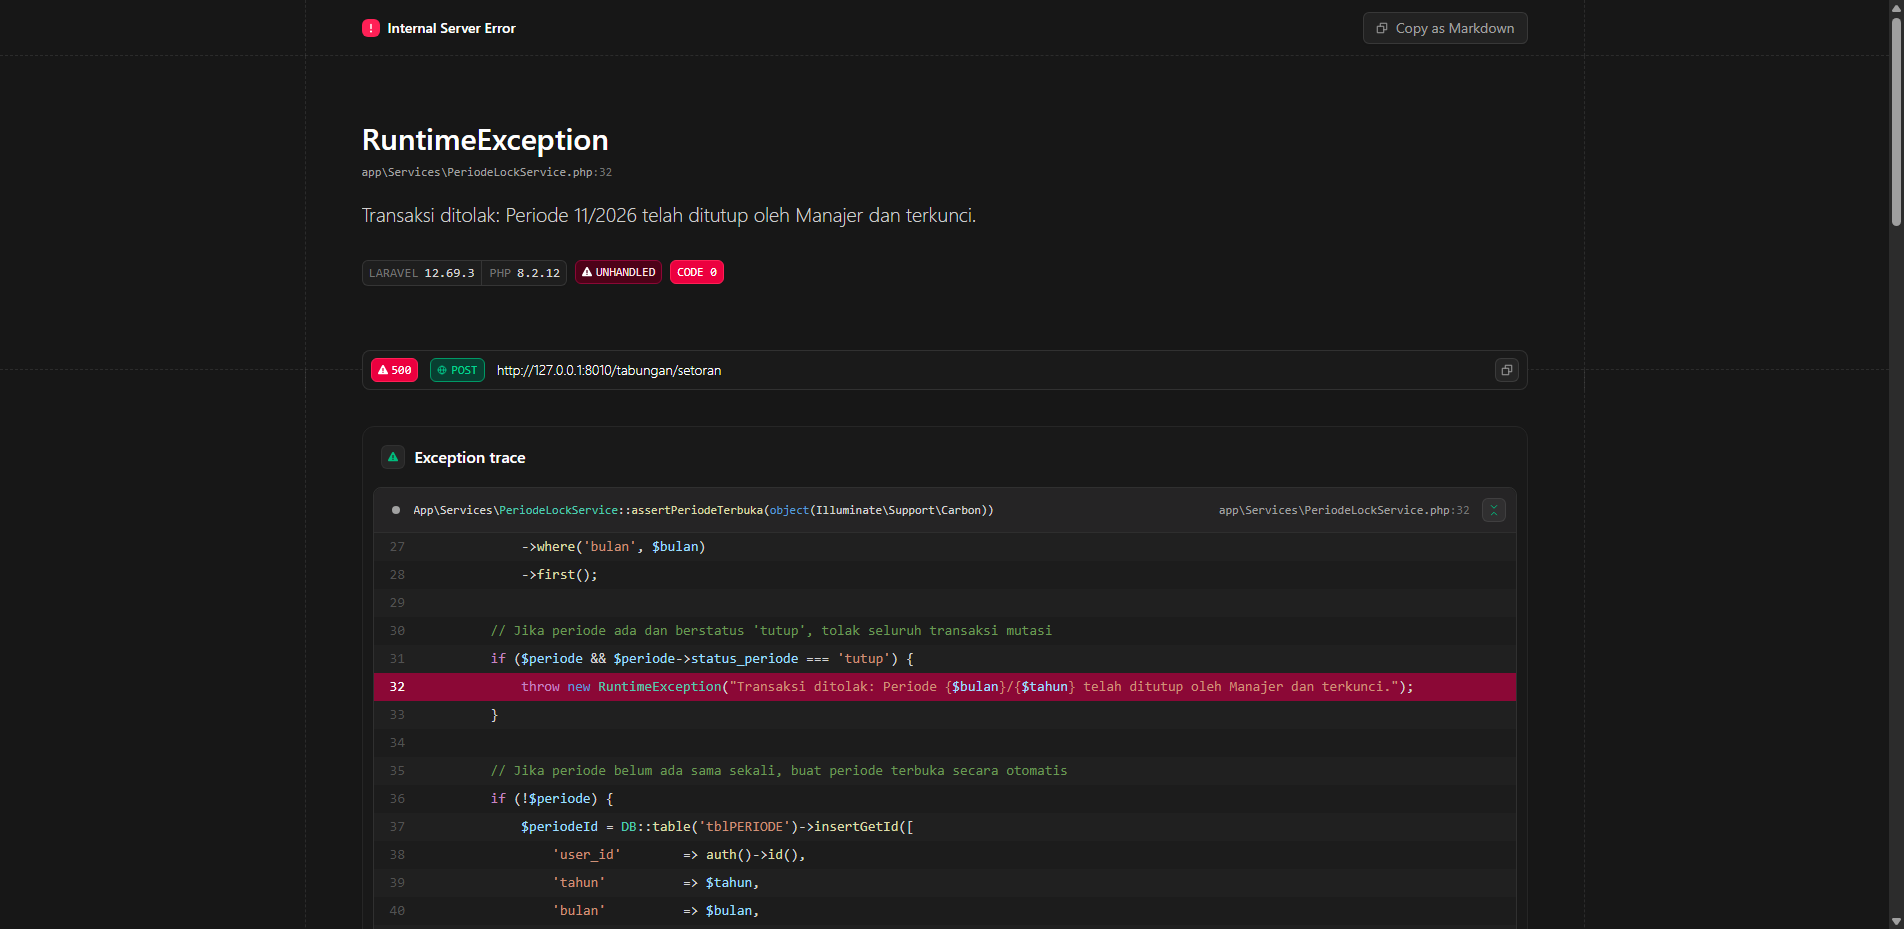 ! Internal Server Error
Copy as Markdown
RuntimeException
app\Services\PeriodeLockService.php:32
Transaksi ditolak: Periode 11/2026 telah ditutup oleh Manajer dan terkunci.
LARAVEL 12.69.3 PHP 8.2.12 UNHANDLED CODE 0
500 POST http://127.0.0.1:8010/tabungan/setoran
Exception trace
App\Services\PeriodeLockService::assertPeriodeTerbuka(object(Illuminate\Support\Carbon)) app\Services\PeriodeLockService.php:32
27 ->where('bulan', $bulan)
28 ->first();
29
30 // Jika periode ada dan berstatus 'tutup', tolak seluruh transaksi mutasi
31 if ($periode && $periode->status_periode === 'tutup') {
32 throw new RuntimeException("Transaksi ditolak: Periode {$bulan}/{$tahun} telah ditutup oleh Manajer dan terkunci.");
33 }
34
35 // Jika periode belum ada sama sekali, buat periode terbuka secara otomatis
36 if (!$periode) {
37 $periodeId = DB::table('tblPERIODE')->insertGetId([
38 'user_id' => auth()->id(),
39 'tahun' => $tahun,
40 'bulan' => $bulan,